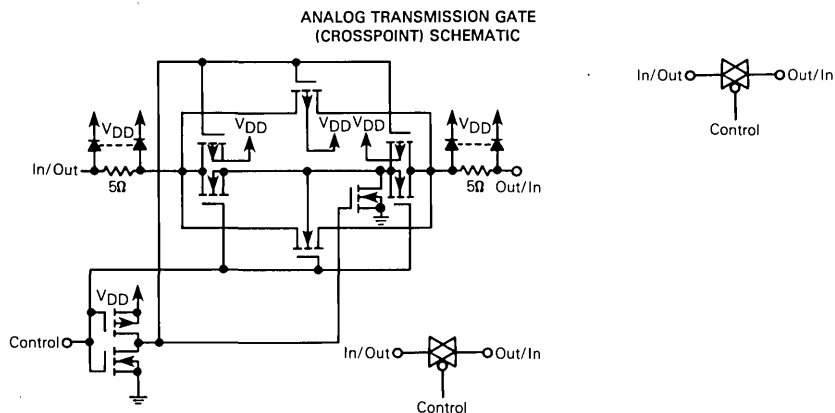 ANALOG TRANSMISSION GATE
(CROSSPOINT) SCHEMATIC
In/Out
Out/In
Control
VDD
VDD
VDD
VDD
VDD
In/Out
5Ω
5Ω
Out/In
VDD
Control
In/Out
Out/In
Control